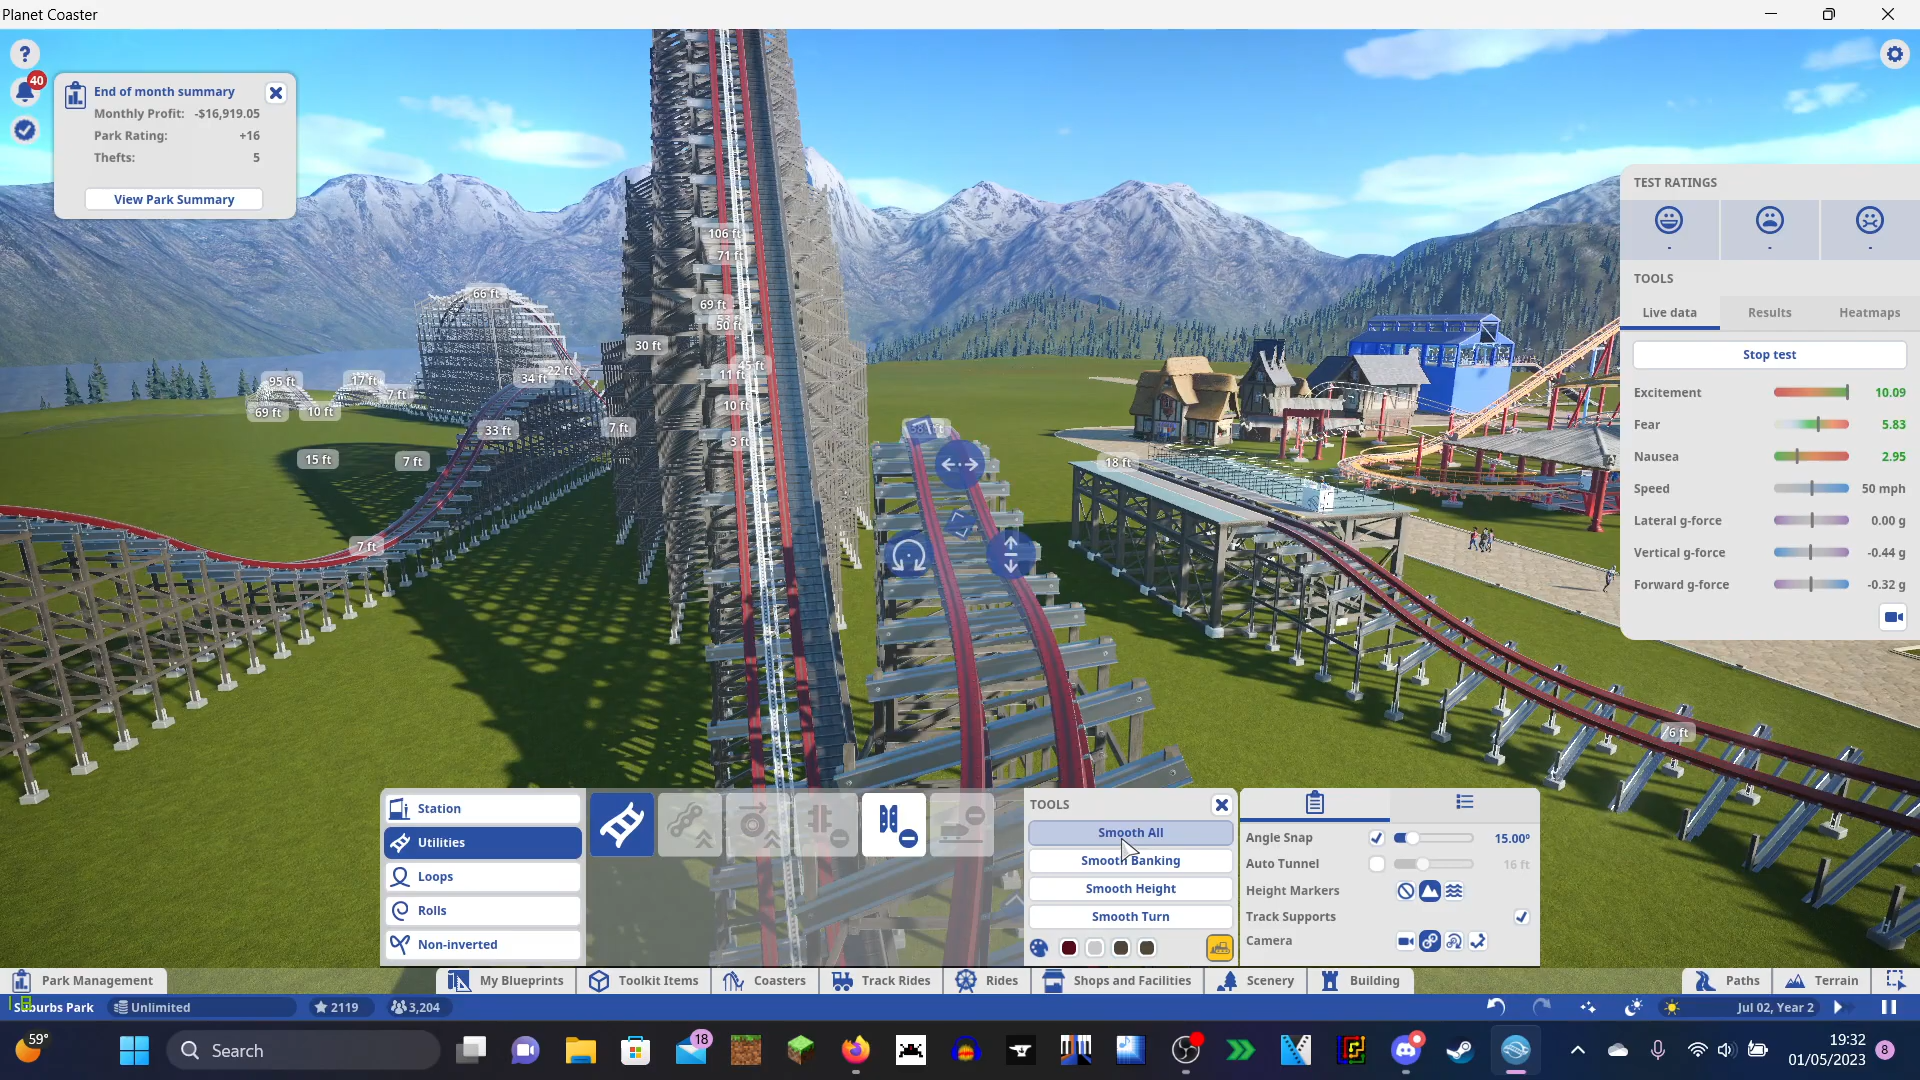 Planet Coaster
40
End of month summary
Monthly Profit: -$16,919.05
Park Rating: +16
Thefts: 5
View Park Summary
106 ft
71 ft
69 ft
50 ft
30 ft
11 ft
10 ft
3 ft
66 ft
22 ft
34 ft
95 ft
17 ft
7 ft
69 ft
10 ft
33 ft
7 ft
15 ft
7 ft
7 ft
18 ft
6 ft
TEST RATINGS
- - -
TOOLS
Live data Results Heatmaps
Stop test
Excitement 10.09
Fear 5.83
Nausea 2.95
Speed 50 mph
Lateral g-force 0.00 g
Vertical g-force -0.44 g
Forward g-force -0.32 g
Station
Utilities
Loops
Rolls
Non-inverted
TOOLS
Smooth All
Smooth Banking
Smooth Height
Smooth Turn
Angle Snap 15.00°
Auto Tunnel 16 ft
Height Markers
Track Supports
Camera
Park Management My Blueprints Toolkit Items Coasters Track Rides Rides Shops and Facilities Scenery Building Paths Terrain
Suburbs Park Unlimited 2119 3,204 Jul 02, Year 2
59° Search 18 19:32
01/05/2023 8